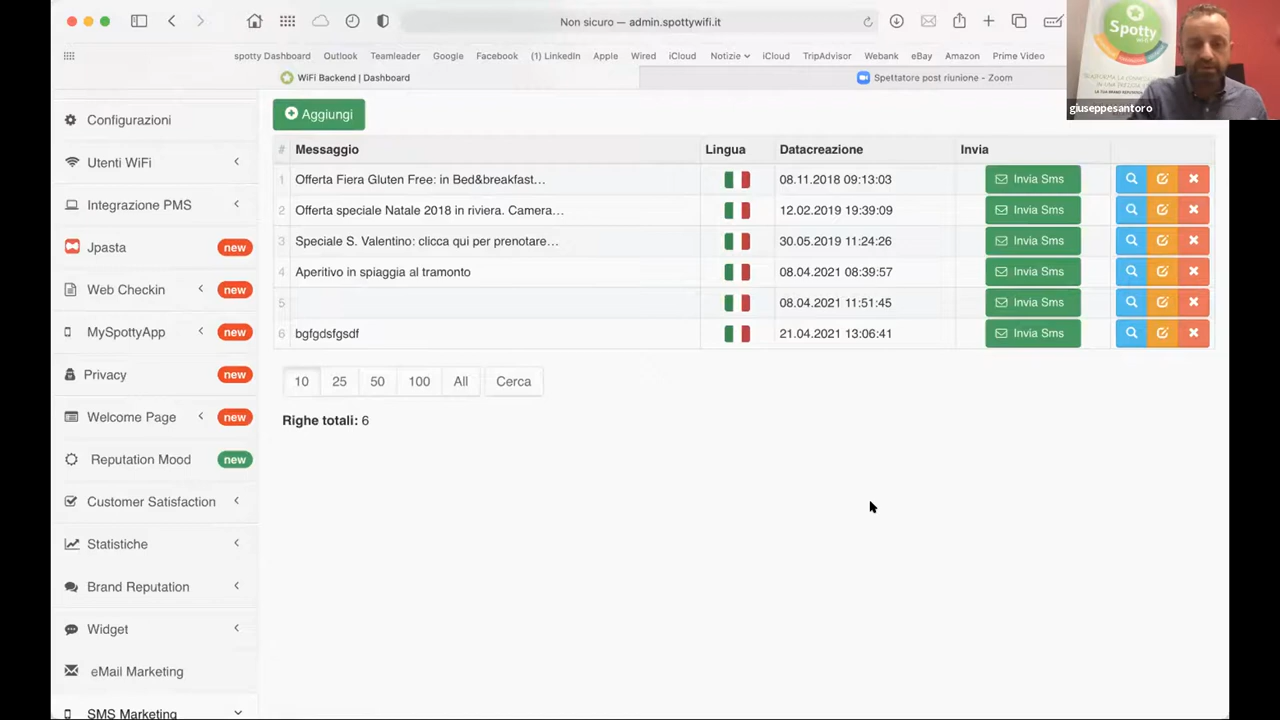 Non sicuro — admin.spottywifi.it
spotty Dashboard Outlook Teamleader Google Facebook (1) LinkedIn Apple Wired iCloud Notizie iCloud TripAdvisor Webank eBay Amazon Prime Video
WiFi Backend | Dashboard
Spettatore post riunione - Zoom
Spotty
wifi
giuseppesantoro
Configurazioni
Utenti WiFi
Integrazione PMS
Jpasta new
Web Checkin new
MySpottyApp new
Privacy new
Welcome Page new
Reputation Mood new
Customer Satisfaction
Statistiche
Brand Reputation
Widget
eMail Marketing
SMS Marketing
Aggiungi
# Messaggio Lingua Datacreazione Invia
1 Offerta Fiera Gluten Free: in Bed&breakfast... 08.11.2018 09:13:03 Invia Sms
2 Offerta speciale Natale 2018 in riviera. Camera... 12.02.2019 19:39:09 Invia Sms
3 Speciale S. Valentino: clicca qui per prenotare... 30.05.2019 11:24:26 Invia Sms
4 Aperitivo in spiaggia al tramonto 08.04.2021 08:39:57 Invia Sms
5 08.04.2021 11:51:45 Invia Sms
6 bgfgdsfgsdf 21.04.2021 13:06:41 Invia Sms
10 25 50 100 All Cerca
Righe totali: 6